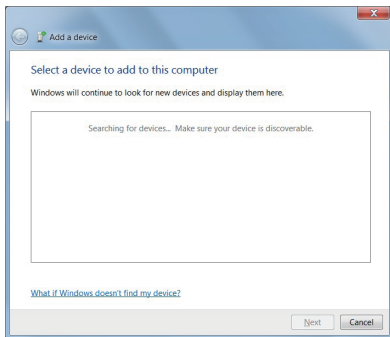 Add a device
Select a device to add to this computer
Windows will continue to look for new devices and display them here.
Searching for devices... Make sure your device is discoverable.
What if Windows doesn't find my device?
Next Cancel